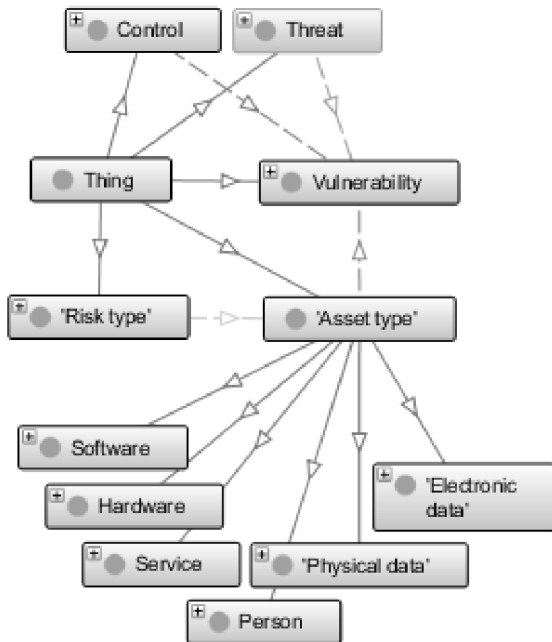 Control
Threat
Thing
Vulnerability
'Risk type'
'Asset type'
Software
'Electronic
data'
Hardware
Service
'Physical data'
Person